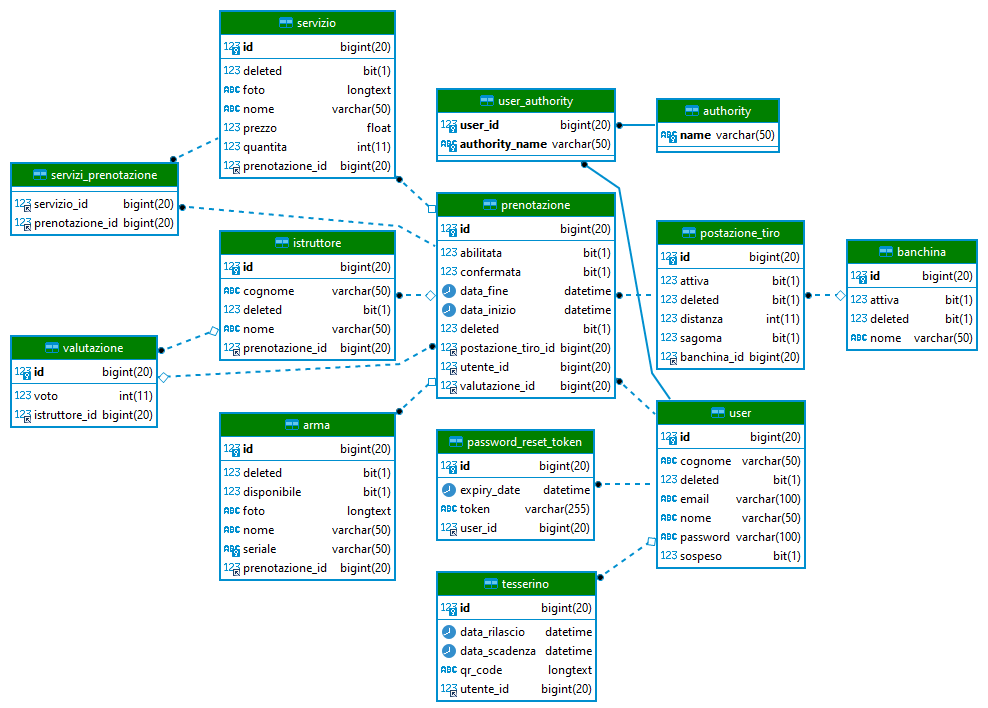 servizio
id bigint(20)
deleted bit(1)
foto longtext
nome varchar(50)
prezzo float
quantita int(11)
prenotazione_id bigint(20)
user_authority
user_id bigint(20)
authority_name varchar(50)
authority
name varchar(50)
servizi_prenotazione
servizio_id bigint(20)
prenotazione_id bigint(20)
prenotazione
id bigint(20)
abilitata bit(1)
confermata bit(1)
data_fine datetime
data_inizio datetime
deleted bit(1)
postazione_tiro_id bigint(20)
utente_id bigint(20)
valutazione_id bigint(20)
postazione_tiro
id bigint(20)
attiva bit(1)
deleted bit(1)
distanza int(11)
sagoma bit(1)
banchina_id bigint(20)
banchina
id bigint(20)
attiva bit(1)
deleted bit(1)
nome varchar(50)
istruttore
id bigint(20)
cognome varchar(50)
deleted bit(1)
nome varchar(50)
prenotazione_id bigint(20)
valutazione
id bigint(20)
voto int(11)
istruttore_id bigint(20)
arma
id bigint(20)
deleted bit(1)
disponibile bit(1)
foto longtext
nome varchar(50)
seriale varchar(50)
prenotazione_id bigint(20)
password_reset_token
id bigint(20)
expiry_date datetime
token varchar(255)
user_id bigint(20)
user
id bigint(20)
cognome varchar(50)
deleted bit(1)
email varchar(100)
nome varchar(50)
password varchar(100)
sospeso bit(1)
tesserino
id bigint(20)
data_rilascio datetime
data_scadenza datetime
qr_code longtext
utente_id bigint(20)